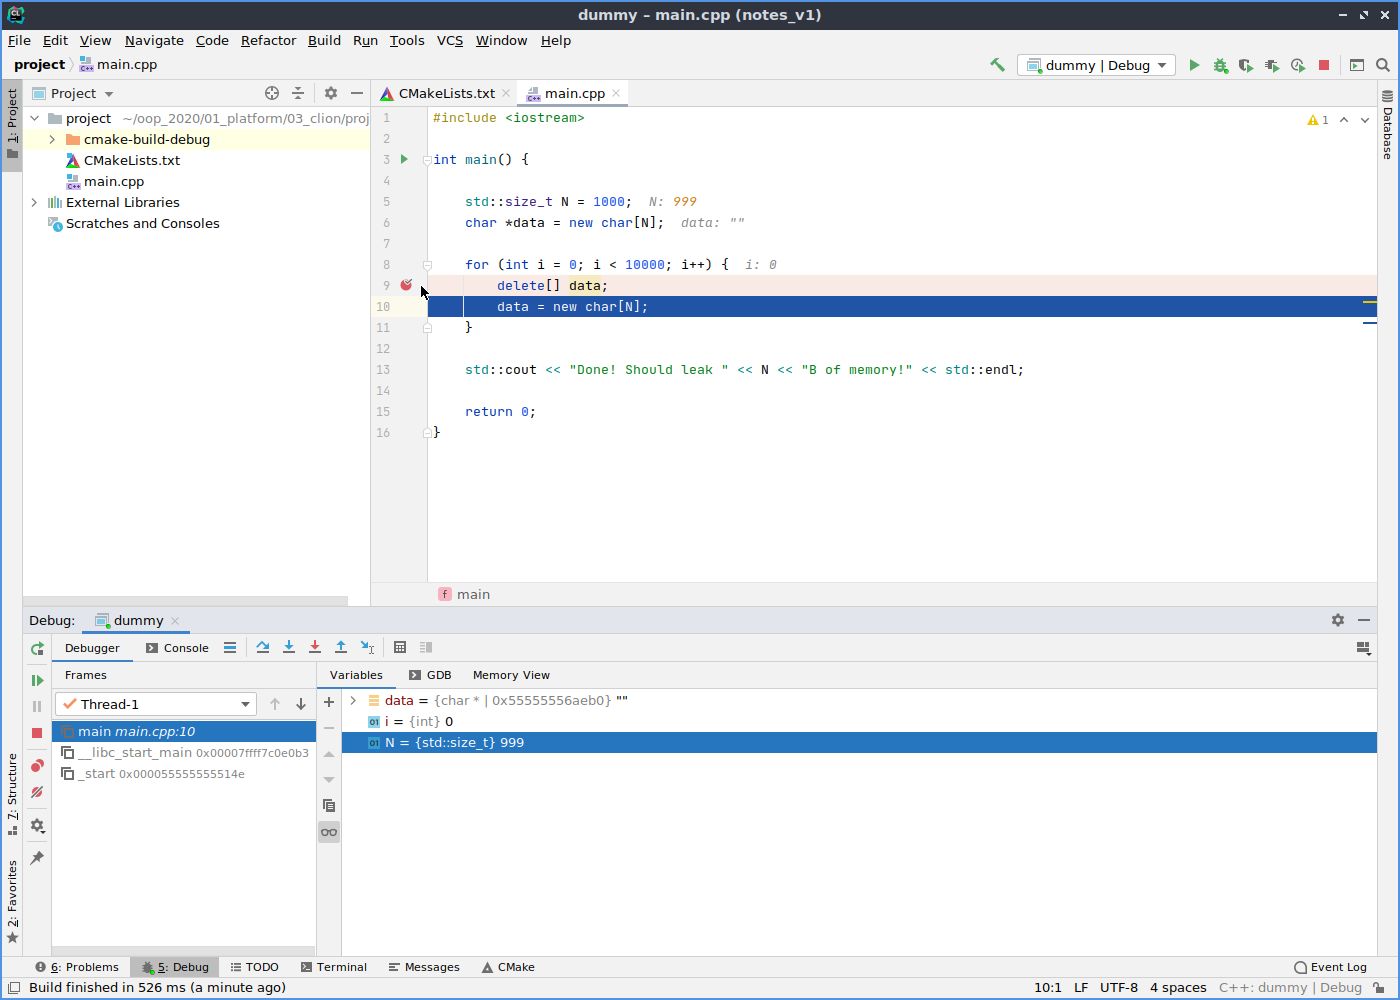 dummy – main.cpp (notes_v1)
File Edit View Navigate Code Refactor Build Run Tools VCS Window Help
project main.cpp dummy | Debug
1: Project
Project
project ~/oop_2020/01_platform/03_clion/proj
cmake-build-debug
CMakeLists.txt
main.cpp
External Libraries
Scratches and Consoles
CMakeLists.txt main.cpp
1 #include <iostream>
2
3 int main() {
4
5 std::size_t N = 1000; N: 999
6 char *data = new char[N]; data: ""
7
8 for (int i = 0; i < 10000; i++) { i: 0
9 delete[] data;
10 data = new char[N];
11 }
12
13 std::cout << "Done! Should leak " << N << "B of memory!" << std::endl;
14
15 return 0;
16 }
1
Database
f main
Debug: dummy
Debugger Console
Frames
Thread-1
main main.cpp:10
__libc_start_main 0x00007ffff7c0e0b3
_start 0x000055555555514e
Variables GDB Memory View
data = {char * | 0x55555556aeb0} ""
01 i = {int} 0
01 N = {std::size_t} 999
7: Structure
2: Favorites
6: Problems 5: Debug TODO Terminal Messages CMake Event Log
Build finished in 526 ms (a minute ago) 10:1 LF UTF-8 4 spaces C++: dummy | Debug